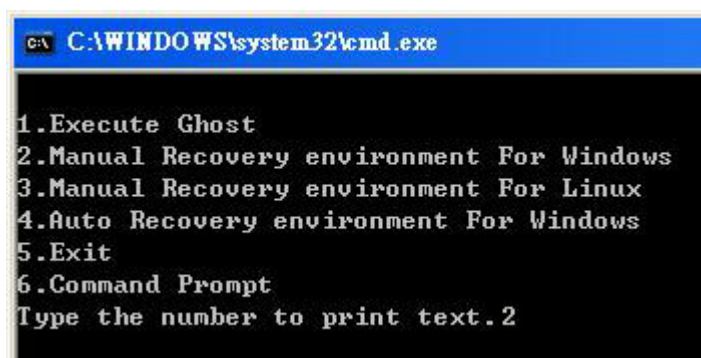 C:\WINDOWS\system32\cmd.exe
1.Execute Ghost
2.Manual Recovery environment For Windows
3.Manual Recovery environment For Linux
4.Auto Recovery environment For Windows
5.Exit
6.Command Prompt
Type the number to print text.2